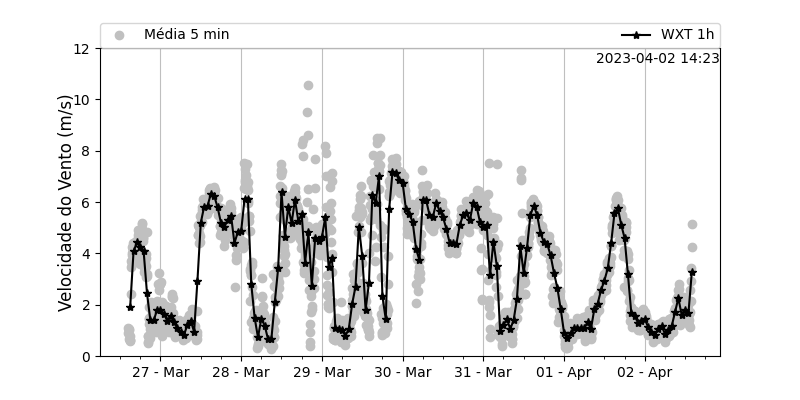 Média 5 min
WXT 1h
2023-04-02 14:23
Velocidade do Vento (m/s)
12
10
8
6
4
2
0
27 - Mar
28 - Mar
29 - Mar
30 - Mar
31 - Mar
01 - Apr
02 - Apr